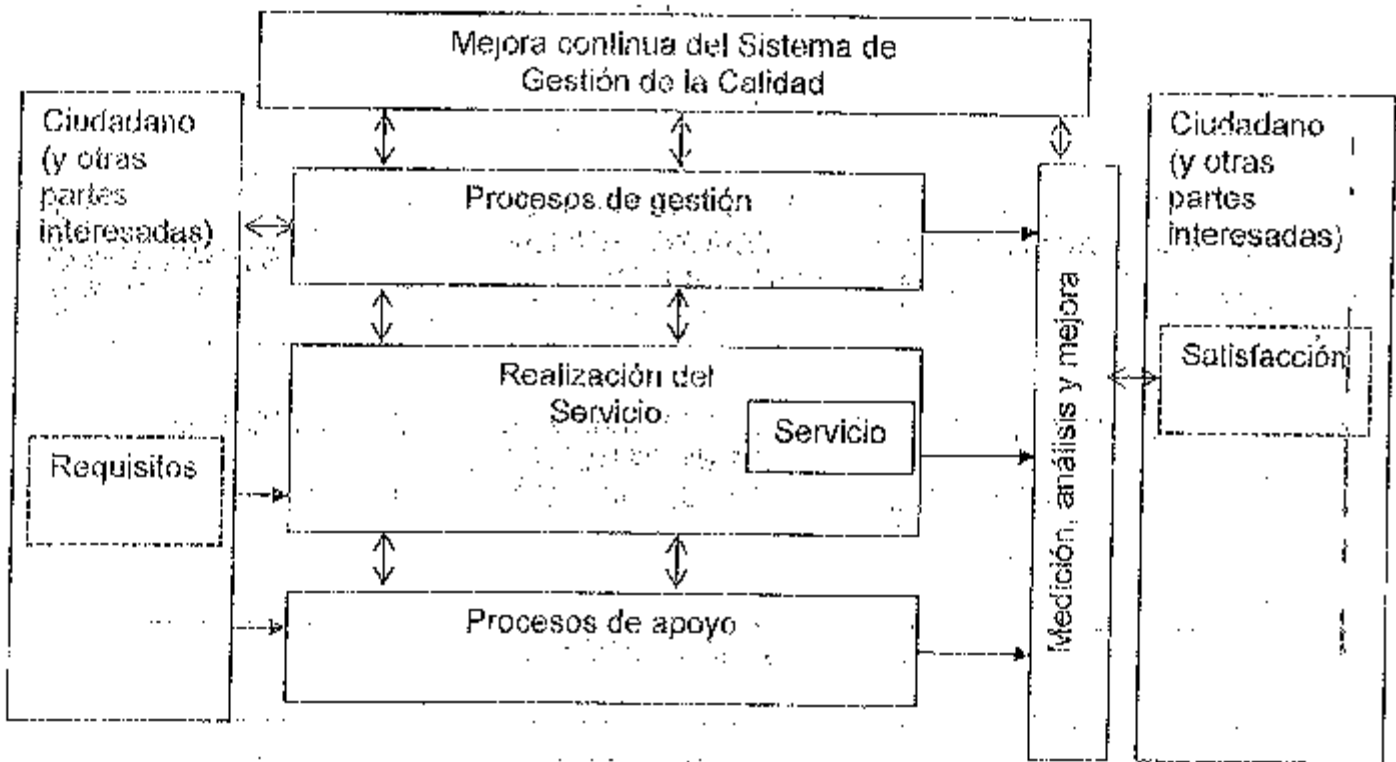 Mejora continua del Sistema de
Gestión de la Calidad
Ciudadano
(y otras
partes
interesadas)
Requisitos
Procesos de gestión
Realización del
Servicio
Servicio
Procesos de apoyo
Medición, análisis y mejora
Ciudadano
(y otras
partes
interesadas)
Satisfacción